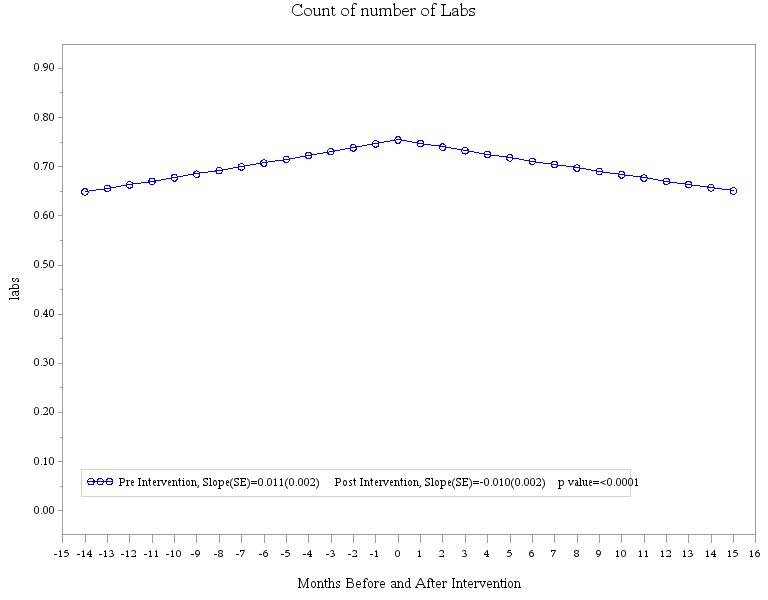 Count of number of Labs
0.90
0.80
0.70
0.60
0.50
0.40
0.30
0.20
0.10
0.00
labs
Pre Intervention, Slope(SE)=0.011(0.002) Post Intervention, Slope(SE)=-0.010(0.002) p value=<0.0001
-15 -14 -13 -12 -11 -10 -9 -8 -7 -6 -5 -4 -3 -2 -1 0 1 2 3 4 5 6 7 8 9 10 11 12 13 14 15 16
Months Before and After Intervention